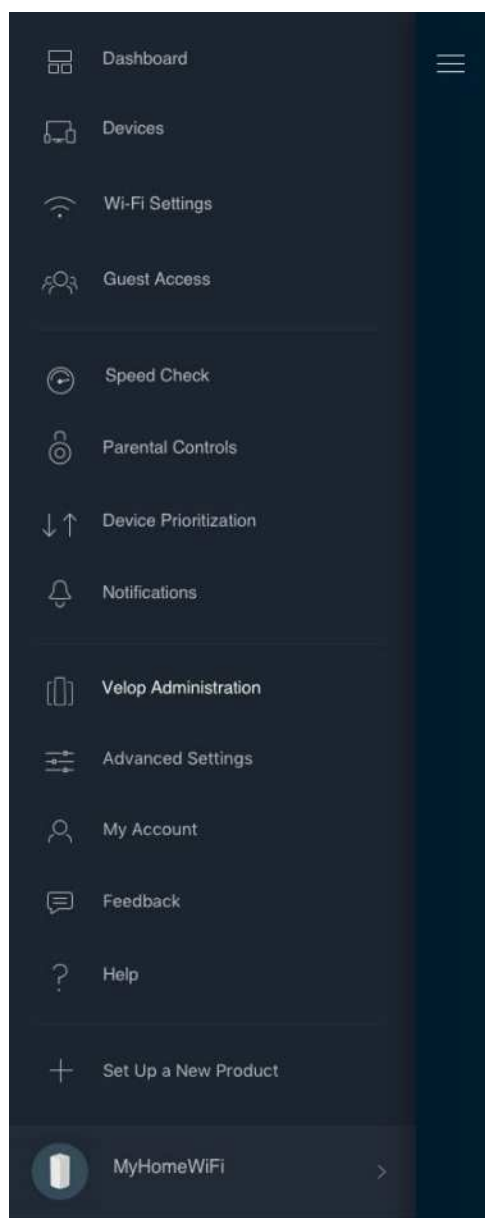 Dashboard
Devices
Wi-Fi Settings
Guest Access
Speed Check
Parental Controls
Device Prioritization
Notifications
Velop Administration
Advanced Settings
My Account
Feedback
Help
Set Up a New Product
MyHomeWiFi